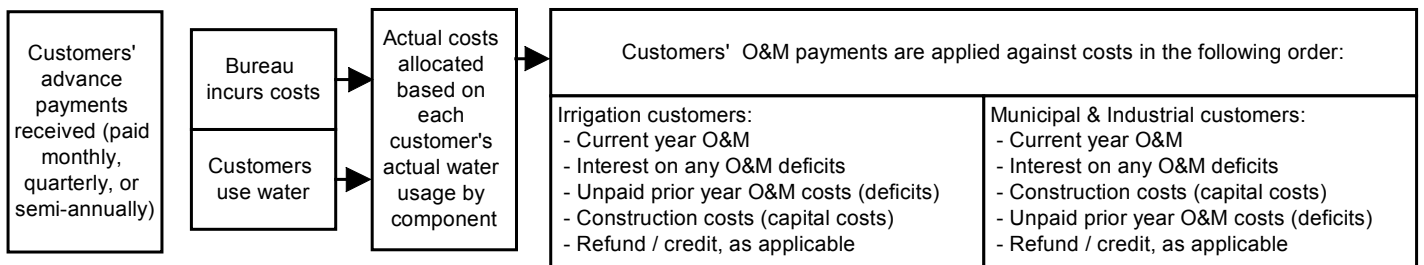 Customers'
advance
payments
received (paid
monthly,
quarterly, or
semi-annually)
Bureau
incurs costs
Customers
use water
Actual costs
allocated
based on
each
customer's
actual water
usage by
component
Customers' O&M payments are applied against costs in the following order:
Irrigation customers:
- Current year O&M
- Interest on any O&M deficits
- Unpaid prior year O&M costs (deficits)
- Construction costs (capital costs)
- Refund / credit, as applicable
Municipal & Industrial customers:
- Current year O&M
- Interest on any O&M deficits
- Construction costs (capital costs)
- Unpaid prior year O&M costs (deficits)
- Refund / credit, as applicable